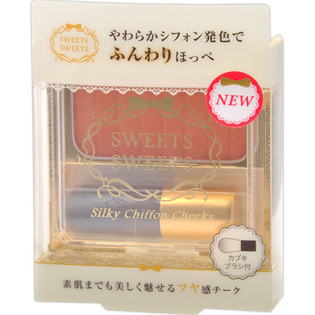 SWEETS
SWEETS
やわらかシフォン発色で
ふんわりほっぺ
NEW
SWEETS
SWEETS
Silky Chiffon Cheeks
カブキ
ブラシ付
素肌までも美しく魅せるツヤ感チーク